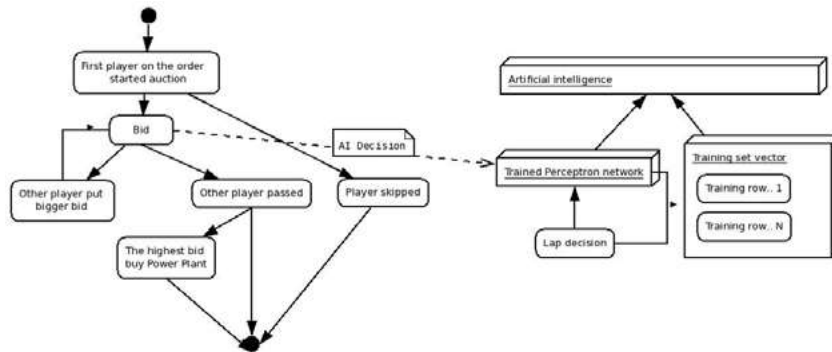 First player on the order
started auction
Artificial intelligence
Bid
AI Decision
Trained Perceptron network
Training set vector
Training row.. 1
Training row.. N
Other player put
bigger bid
Other player passed
Player skipped
Lap decision
The highest bid
buy Power Plant